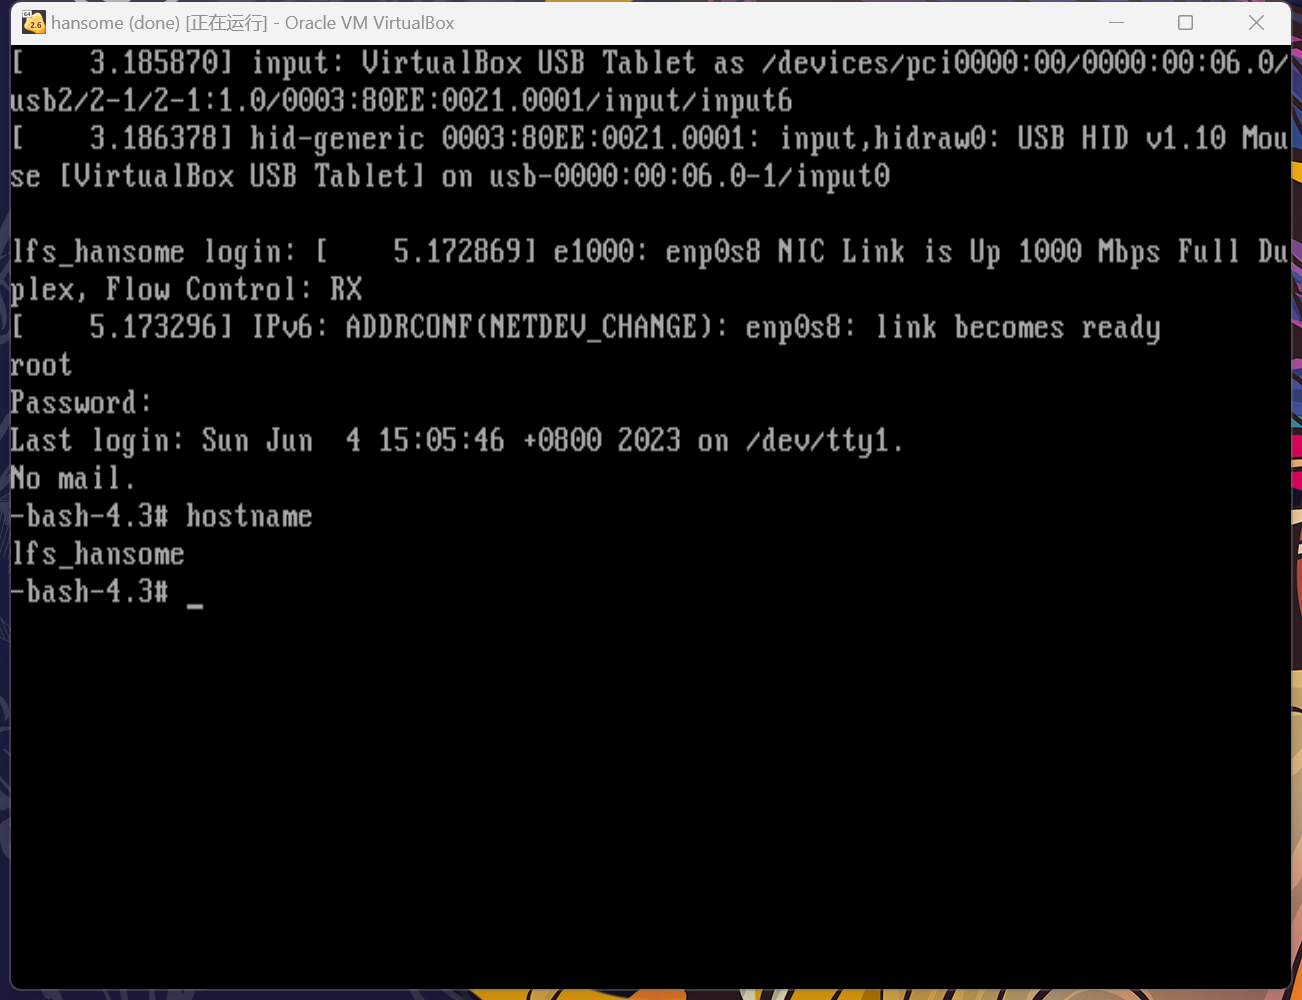 hansome (done) [正在运行] - Oracle VM VirtualBox
[    3.185870] input: VirtualBox USB Tablet as /devices/pci0000:00/0000:00:06.0/
usb2/2-1/2-1:1.0/0003:80EE:0021.0001/input/input6
[    3.186378] hid-generic 0003:80EE:0021.0001: input,hidraw0: USB HID v1.10 Mou
se [VirtualBox USB Tablet] on usb-0000:00:06.0-1/input0
lfs_hansome login: [    5.172869] e1000: enp0s8 NIC Link is Up 1000 Mbps Full Du
plex, Flow Control: RX
[    5.173296] IPv6: ADDRCONF(NETDEV_CHANGE): enp0s8: link becomes ready
root
Password:
Last login: Sun Jun  4 15:05:46 +0800 2023 on /dev/tty1.
No mail.
-bash-4.3# hostname
lfs_hansome
-bash-4.3# _